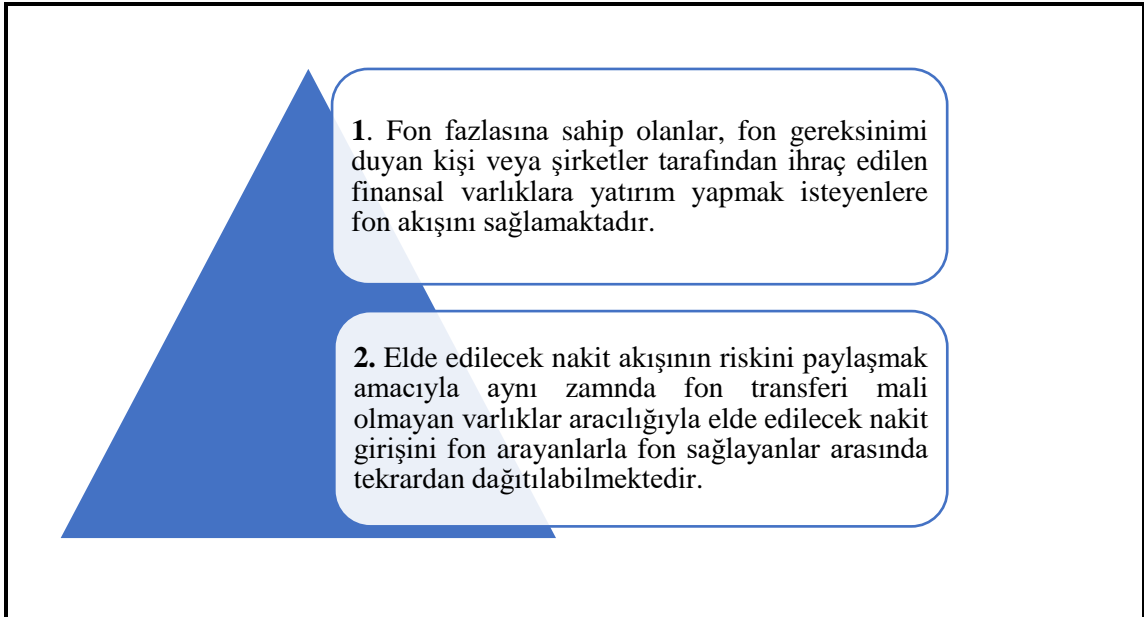 1. Fon fazlasına sahip olanlar, fon gereksinimi
duyan kişi veya şirketler tarafından ihraç edilen
finansal varlıklara yatırım yapmak isteyenlere
fon akışını sağlamaktadır.
2. Elde edilecek nakit akışının riskini paylaşmak
amacıyla aynı zamnda fon transferi mali
olmayan varlıklar aracılığıyla elde edilecek nakit
girişini fon arayanlarla fon sağlayanlar arasında
tekrardan dağıtılabilmektedir.